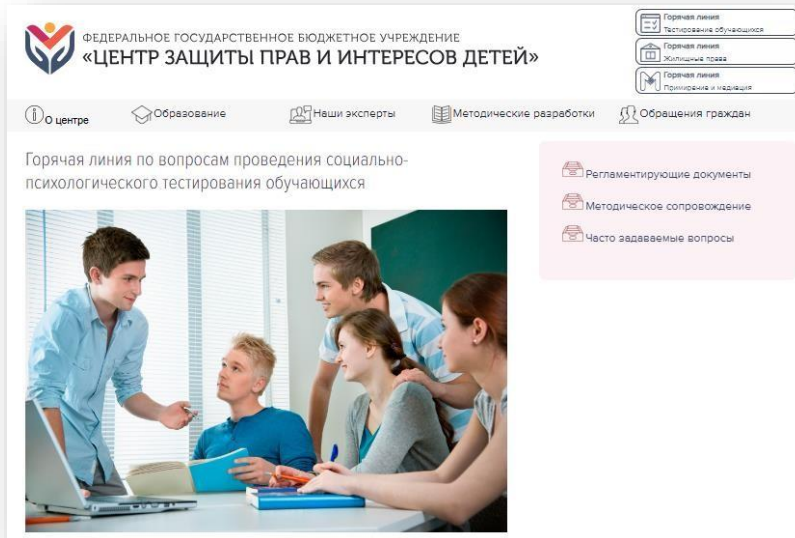 ФЕДЕРАЛЬНОЕ ГОСУДАРСТВЕННОЕ БЮДЖЕТНОЕ УЧРЕЖДЕНИЕ
«ЦЕНТР ЗАЩИТЫ ПРАВ И ИНТЕРЕСОВ ДЕТЕЙ»
Горячая линия
Тестирование обучающихся
Горячая линия
Жилищные права
Горячая линия
Примирение и медиация
О центре
Образование
Наши эксперты
Методические разработки
Обращения граждан
Горячая линия по вопросам проведения социально-
психологического тестирования обучающихся
Регламентирующие документы
Методическое сопровождение
Часто задаваемые вопросы